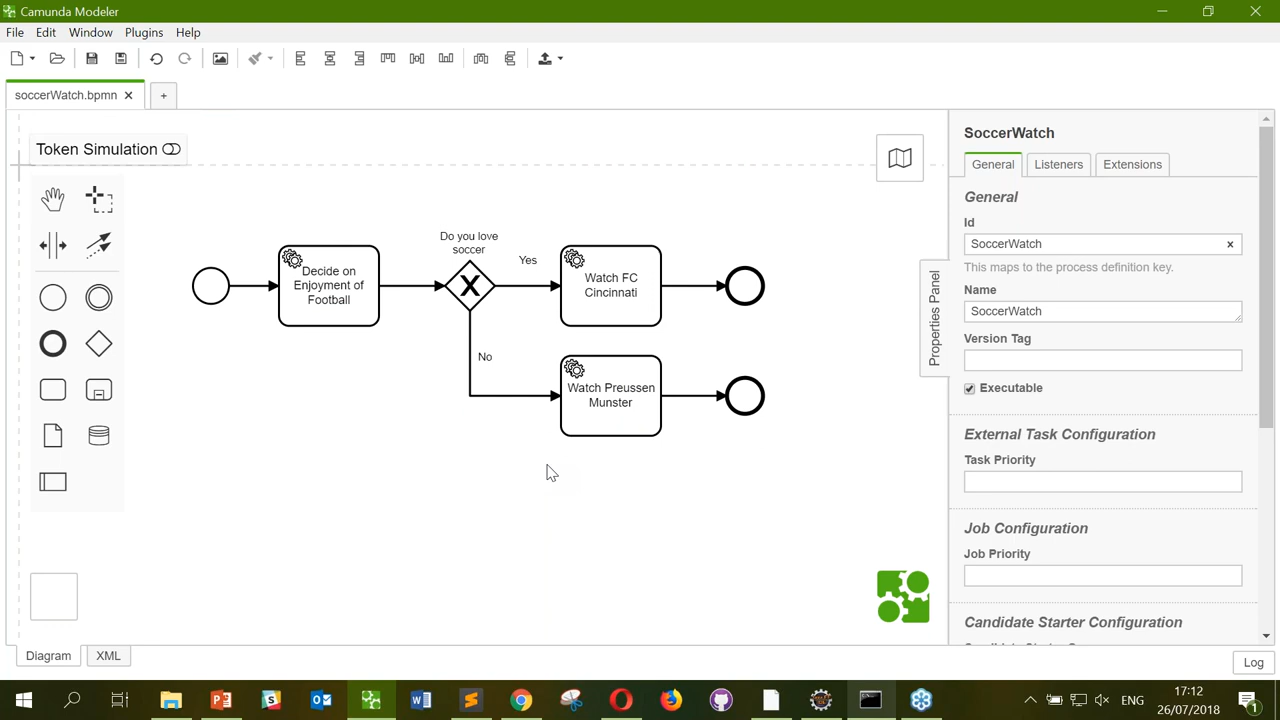 Camunda Modeler
File Edit Window Plugins Help
soccerWatch.bpmn × +
Token Simulation
Do you love
soccer
Yes
No
Decide on
Enjoyment of
Football
Watch FC
Cincinnati
Watch Preussen
Munster
Properties Panel
SoccerWatch
General Listeners Extensions
General
Id
SoccerWatch ×
This maps to the process definition key.
Name
SoccerWatch
Version Tag
Executable
External Task Configuration
Task Priority
Job Configuration
Job Priority
Candidate Starter Configuration
Diagram XML
Log
ENG
17:12
26/07/2018
1